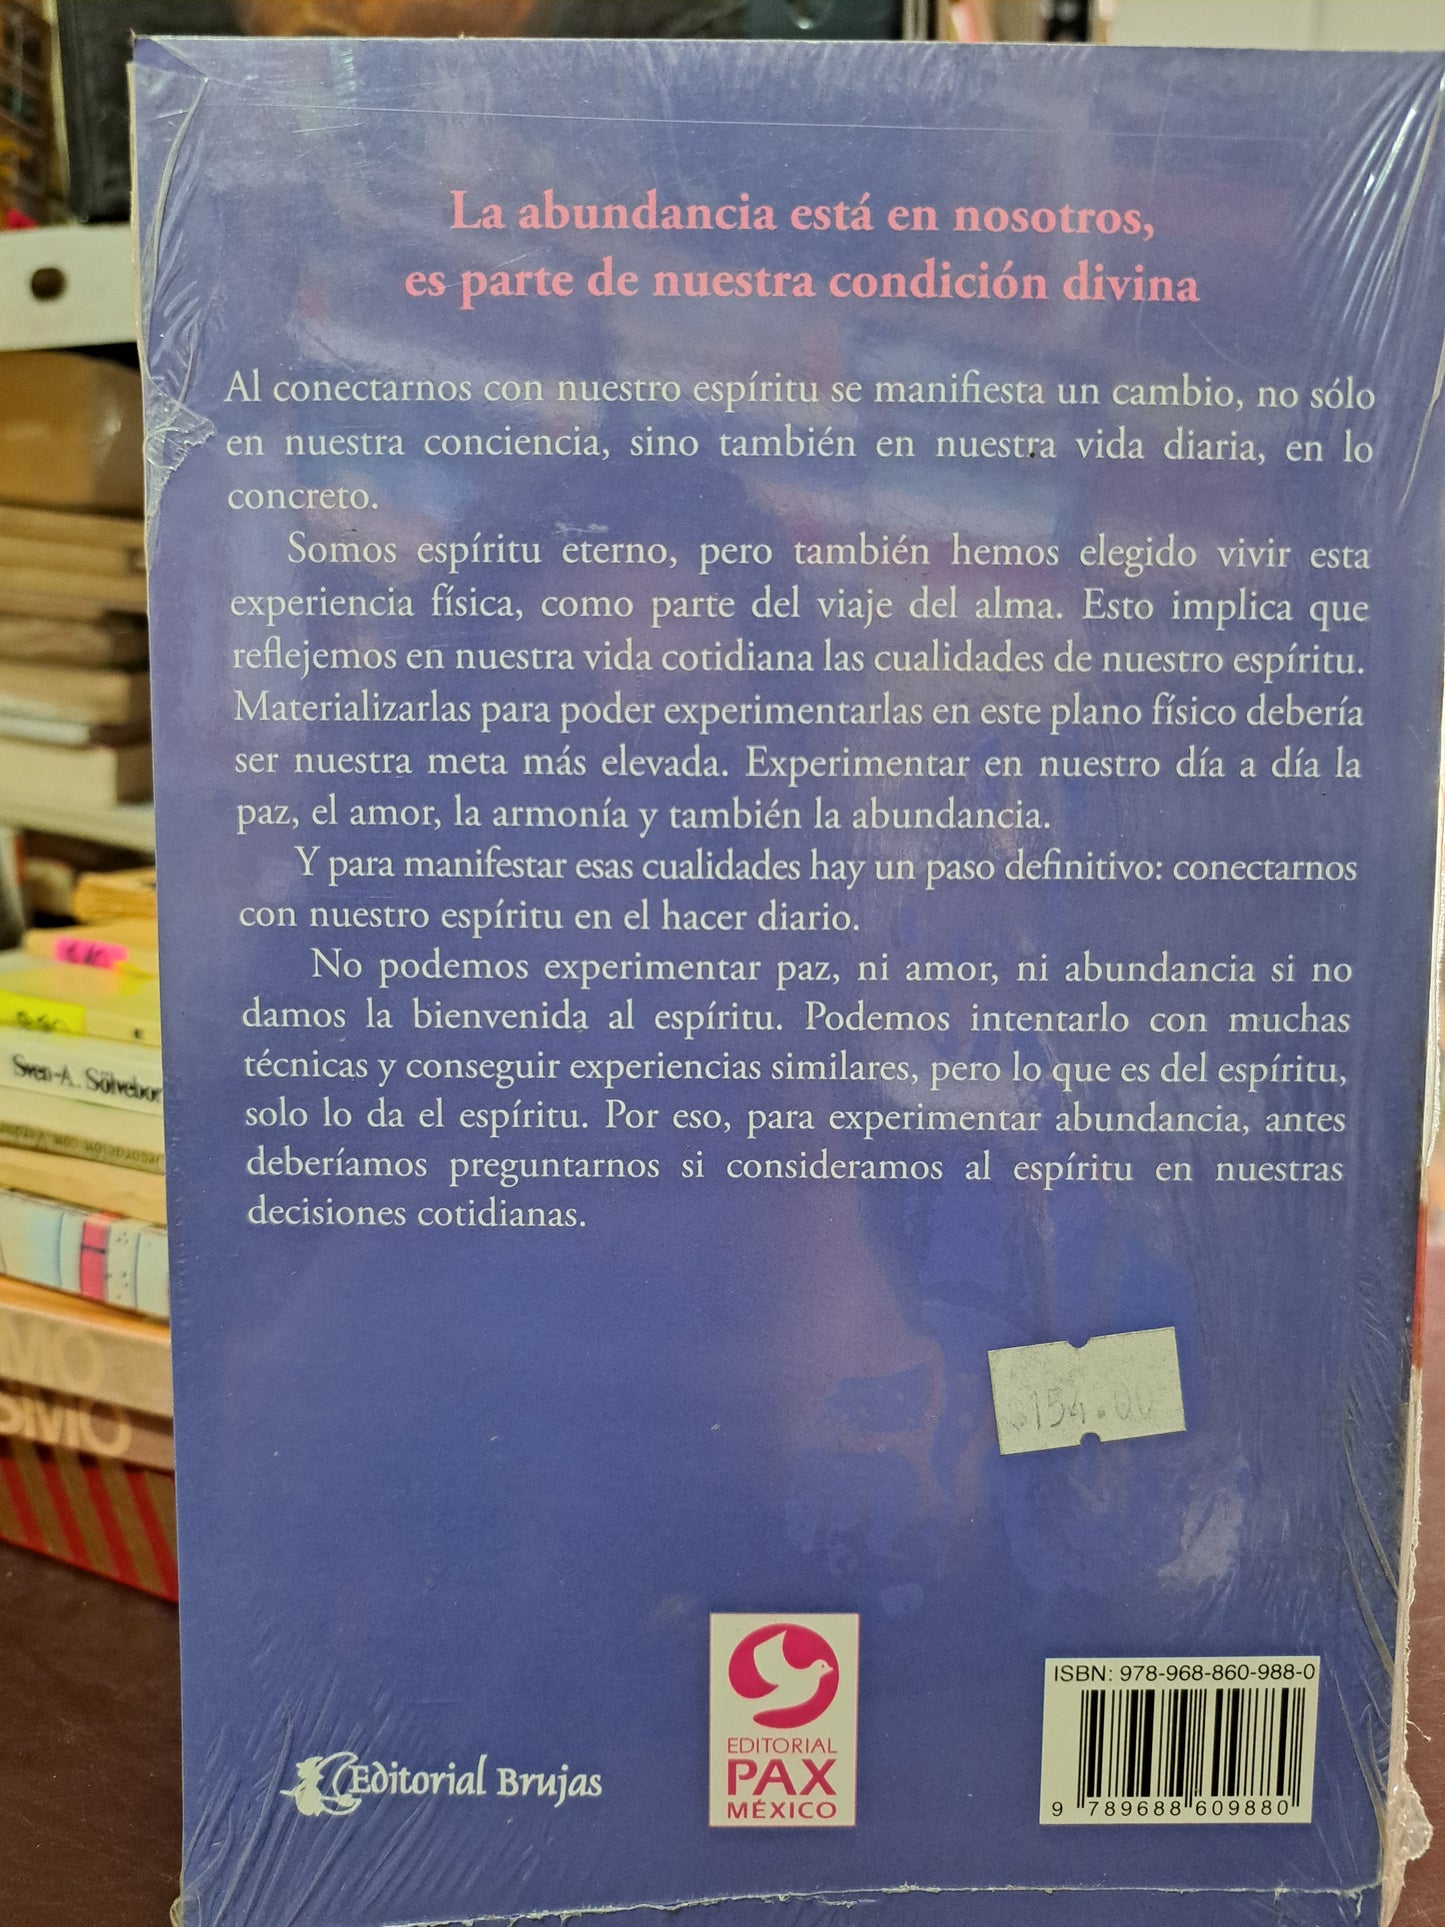 La abundancia está en nosotros,
es parte de nuestra condición divina
Al conectarnos con nuestro espíritu se manifiesta un cambio, no sólo
en nuestra conciencia, sino también en nuestra vida diaria, en lo
concreto.
Somos espíritu eterno, pero también hemos elegido vivir esta
experiencia física, como parte del viaje del alma. Esto implica que
reflejemos en nuestra vida cotidiana las cualidades de nuestro espíritu.
Materializarlas para poder experimentarlas en este plano físico debería
ser nuestra meta más elevada. Experimentar en nuestro día a día la
paz, el amor, la armonía y también la abundancia.
Y para manifestar esas cualidades hay un paso definitivo: conectarnos
con nuestro espíritu en el hacer diario.
No podemos experimentar paz, ni amor, ni abundancia si no
damos la bienvenida al espíritu. Podemos intentarlo con muchas
técnicas y conseguir experiencias similares, pero lo que es del espíritu,
solo lo da el espíritu. Por eso, para experimentar abundancia, antes
deberíamos preguntarnos si consideramos al espíritu en nuestras
decisiones cotidianas.
$154.00
Editorial Brujas
EDITORIAL
PAX
MÉXICO
ISBN: 978-968-860-988-0
9 789688 609880
Sven-A. Sölvebor
MO
SMO